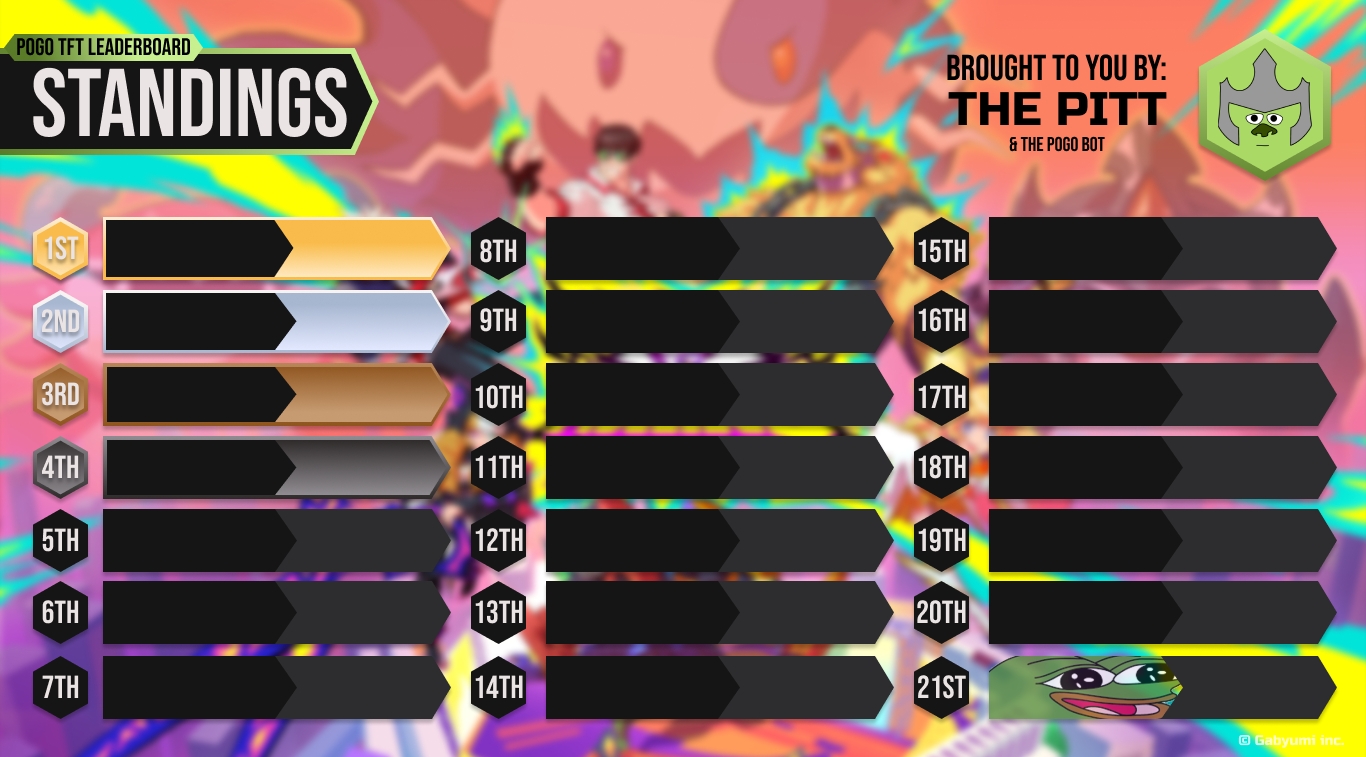 POGO TFT LEADERBOARD
STANDINGS
BROUGHT TO YOU BY:
THE PITT
& THE POGO BOT
1ST
2ND
3RD
4TH
5TH
6TH
7TH
8TH
9TH
10TH
11TH
12TH
13TH
14TH
15TH
16TH
17TH
18TH
19TH
20TH
21ST
© Gabyumi Inc.